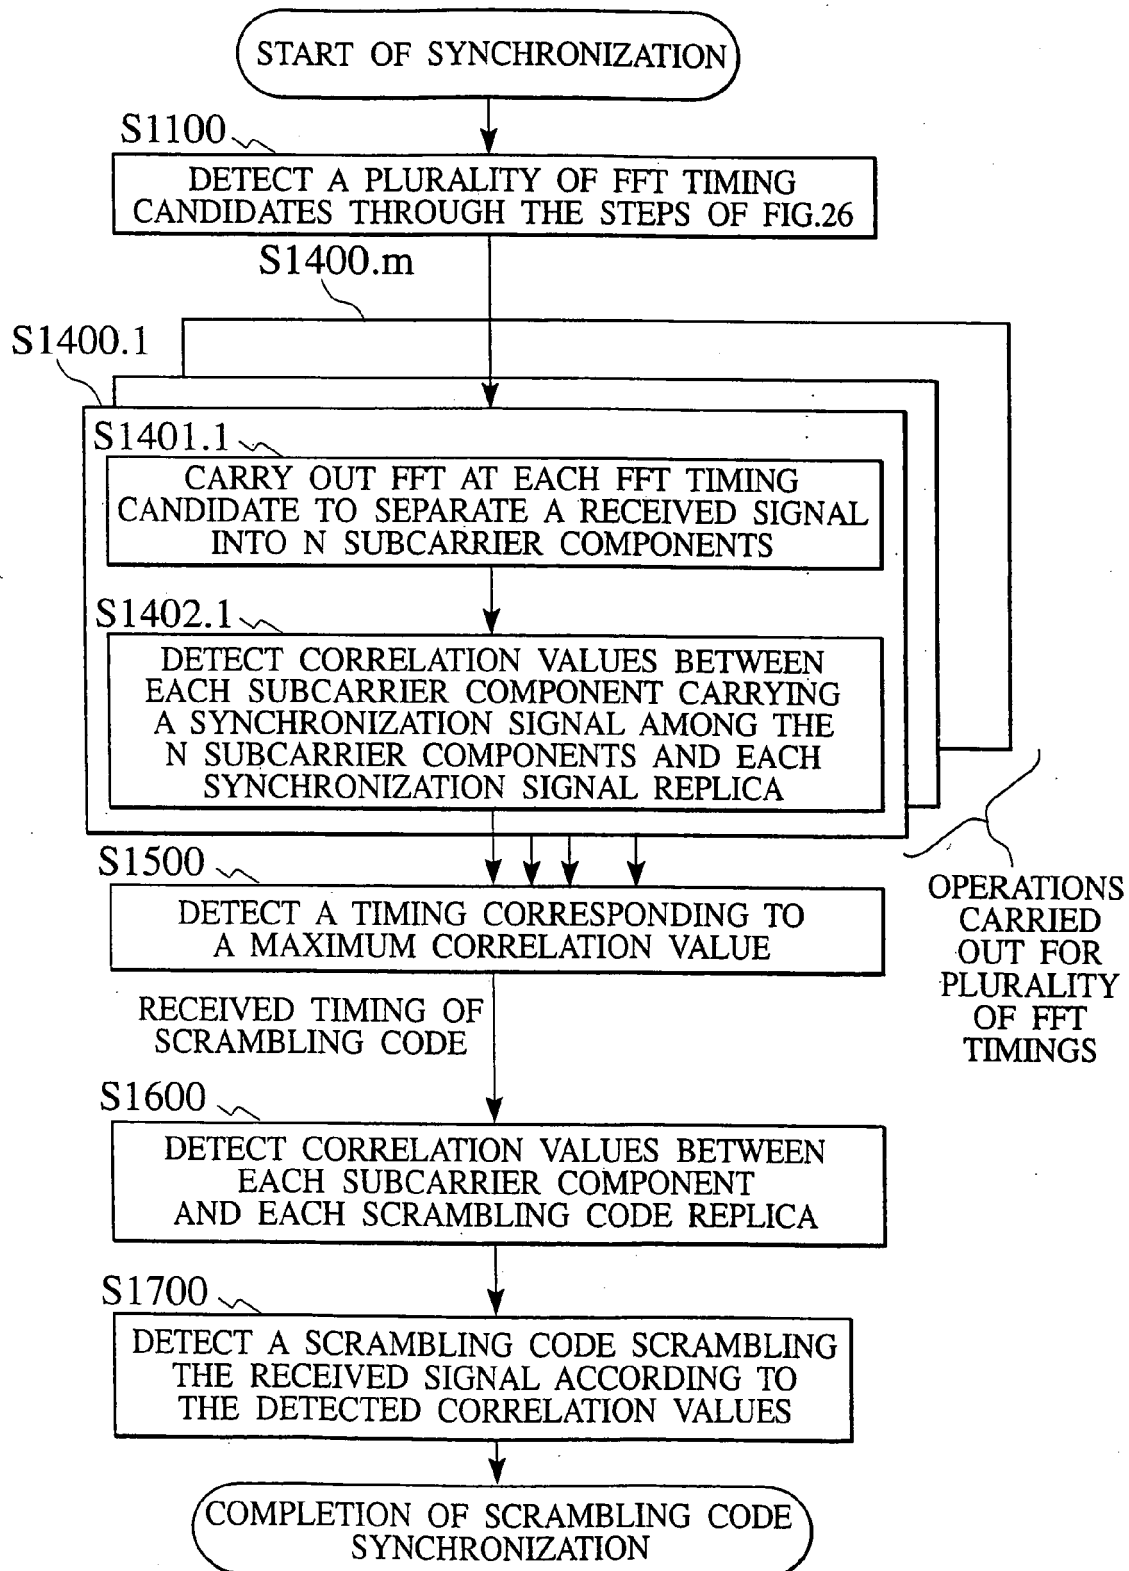 START OF SYNCHRONIZATION
S1100
DETECT A PLURALITY OF FFT TIMING
CANDIDATES THROUGH THE STEPS OF FIG.26
S1400.m
S1400.1
S1401.1
CARRY OUT FFT AT EACH FFT TIMING
CANDIDATE TO SEPARATE A RECEIVED SIGNAL
INTO N SUBCARRIER COMPONENTS
S1402.1
DETECT CORRELATION VALUES BETWEEN
EACH SUBCARRIER COMPONENT CARRYING
A SYNCHRONIZATION SIGNAL AMONG THE
N SUBCARRIER COMPONENTS AND EACH
SYNCHRONIZATION SIGNAL REPLICA
OPERATIONS
CARRIED
OUT FOR
PLURALITY
OF FFT
TIMINGS
S1500
DETECT A TIMING CORRESPONDING TO
A MAXIMUM CORRELATION VALUE
RECEIVED TIMING OF
SCRAMBLING CODE
S1600
DETECT CORRELATION VALUES BETWEEN
EACH SUBCARRIER COMPONENT
AND EACH SCRAMBLING CODE REPLICA
S1700
DETECT A SCRAMBLING CODE SCRAMBLING
THE RECEIVED SIGNAL ACCORDING TO
THE DETECTED CORRELATION VALUES
COMPLETION OF SCRAMBLING CODE
SYNCHRONIZATION